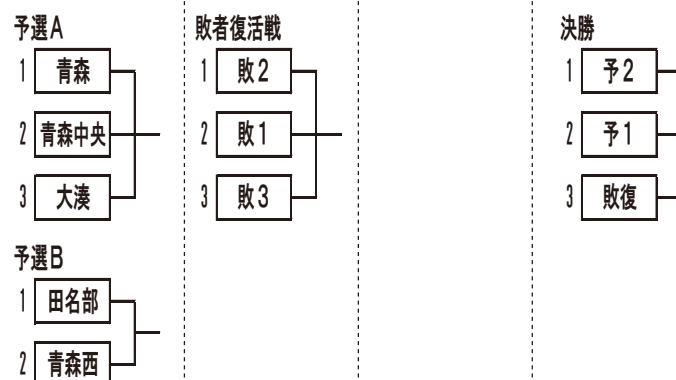 予選A
1 青森
2 青森中央
3 大湊
予選B
1 田名部
2 青森西
敗者復活戦
1 敗2
2 敗1
3 敗3
決勝
1 予2
2 予1
3 敗復